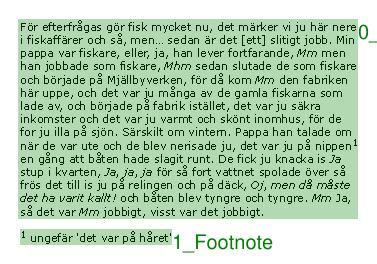 För efterfrågas gör fisk mycket nu, det märker vi ju här nere
i fiskaffärer och så, men... sedan är det [ett] slitigt jobb. Min
pappa var fiskare, eller, ja, han lever fortfarande, Mm men
han jobbade som fiskare, Mhm sedan slutade de som fiskare
och började på Mjällbyverken, för då kom Mm den fabriken
här uppe, och det var ju många av de gamla fiskarna som
lade av, och började på fabrik istället, det var ju säkra
inkomster och det var ju varmt och skönt inomhus, för de
for ju illa på sjön. Särskilt om vintern. Pappa han talade om
när de var ute och de blev nerisade ju, det var ju på nippen1
en gång att båten hade slagit runt. De fick ju knacka is Ja
stup i kvarten, Ja, ja, ja för så fort vattnet spolade över så
frös det till is ju på relingen och på däck, Oj, men då måste
det ha varit kallt! och båten blev tyngre och tyngre. Mm Ja,
så det var Mm jobbigt, visst var det jobbigt.
0_
1 ungefär 'det var på håret'
1_Footnote